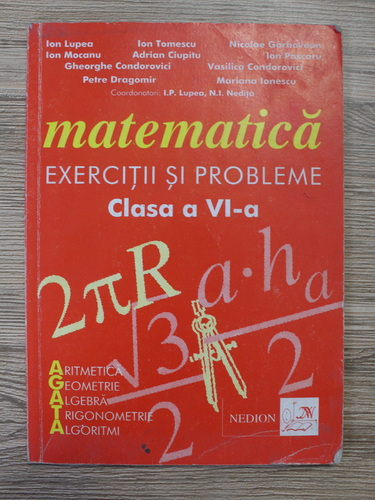 Ion Lupea Ion Tomescu Nicolae Gărbaveanu
Ion Mocanu Adrian Ciupitu Ion Pascaru
Gheorghe Condorovici Vasilica Condorovici
Petre Dragomir Mariana Ionescu
Coordonatori: I.P. Lupea, N.I. Nediță
matematică
EXERCIȚII ȘI PROBLEME
Clasa a VI-a
2πR
a·hₐ
2
√3
2
ARITMETICA
GEOMETRIE
ALGEBRĂ
TRIGONOMETRIE
ALGORITMI
NEDION